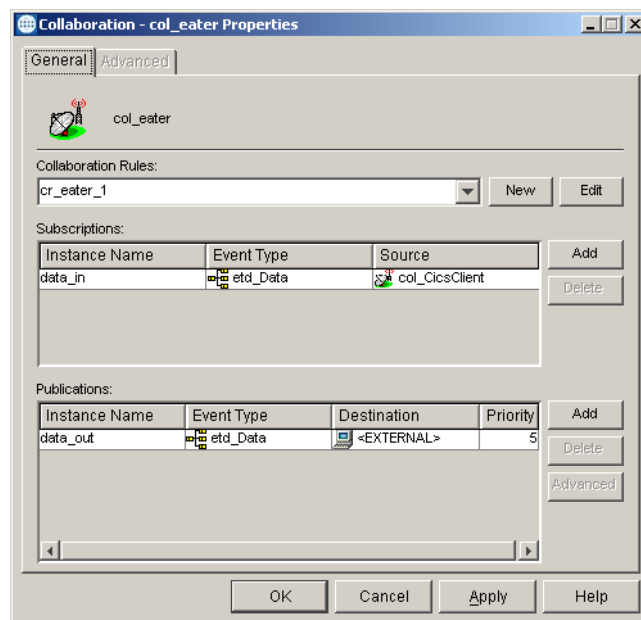 Collaboration - col_eater Properties
General Advanced
col_eater
Collaboration Rules:
cr_eater_1 New Edit
Subscriptions:
Instance Name Event Type Source Add
data_in etd_Data col_CicsClient
Delete
Publications:
Instance Name Event Type Destination Priority Add
data_out etd_Data <EXTERNAL> 5
Delete
Advanced
OK Cancel Apply Help